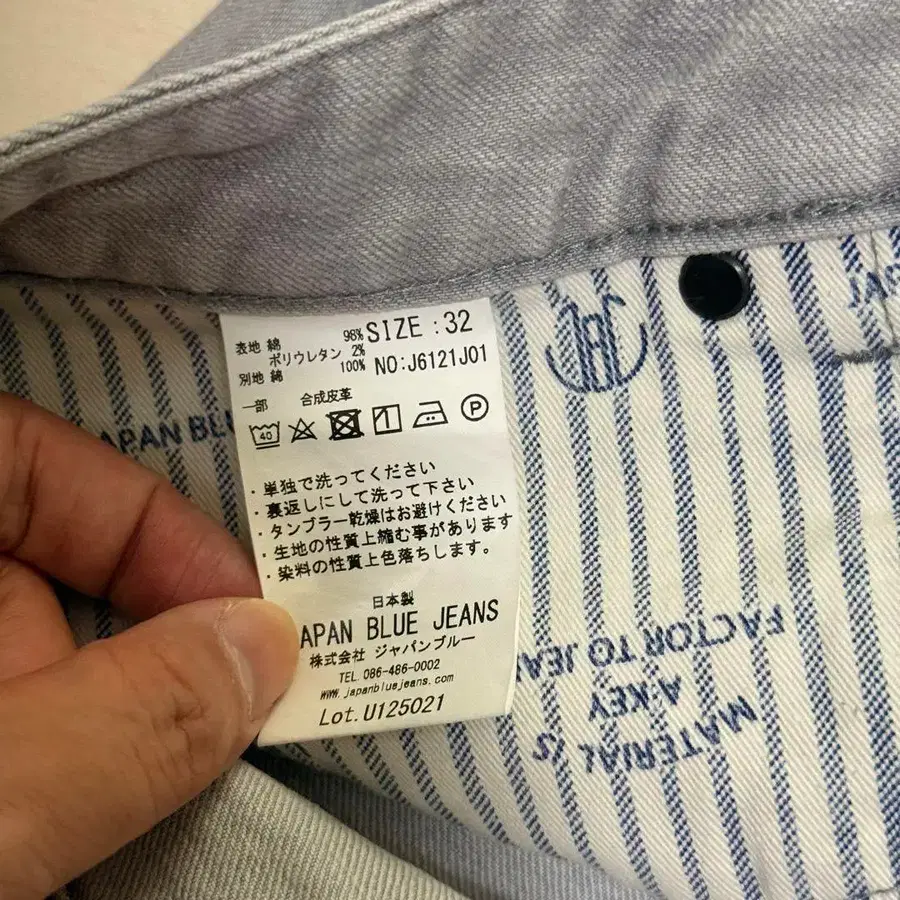 表地 綿 98% SIZE:32
ポリウレタン 2%
別地 綿 100% NO:J6121J01
一部 合成皮革
40
・単独で洗ってください
・裏返しにして洗って下さい
・タンブラー乾燥はお避けください
・生地の性質上縮む事があります
・染料の性質上色落ちします。
日本製
APAN BLUE JEANS
株式会社 ジャパンブルー
TEL.086-486-0002
www.japanbluejeans.com
Lot.U125021
JAPAN BLU
MATERIAL IS
A KEY
FACTOR TO JEA